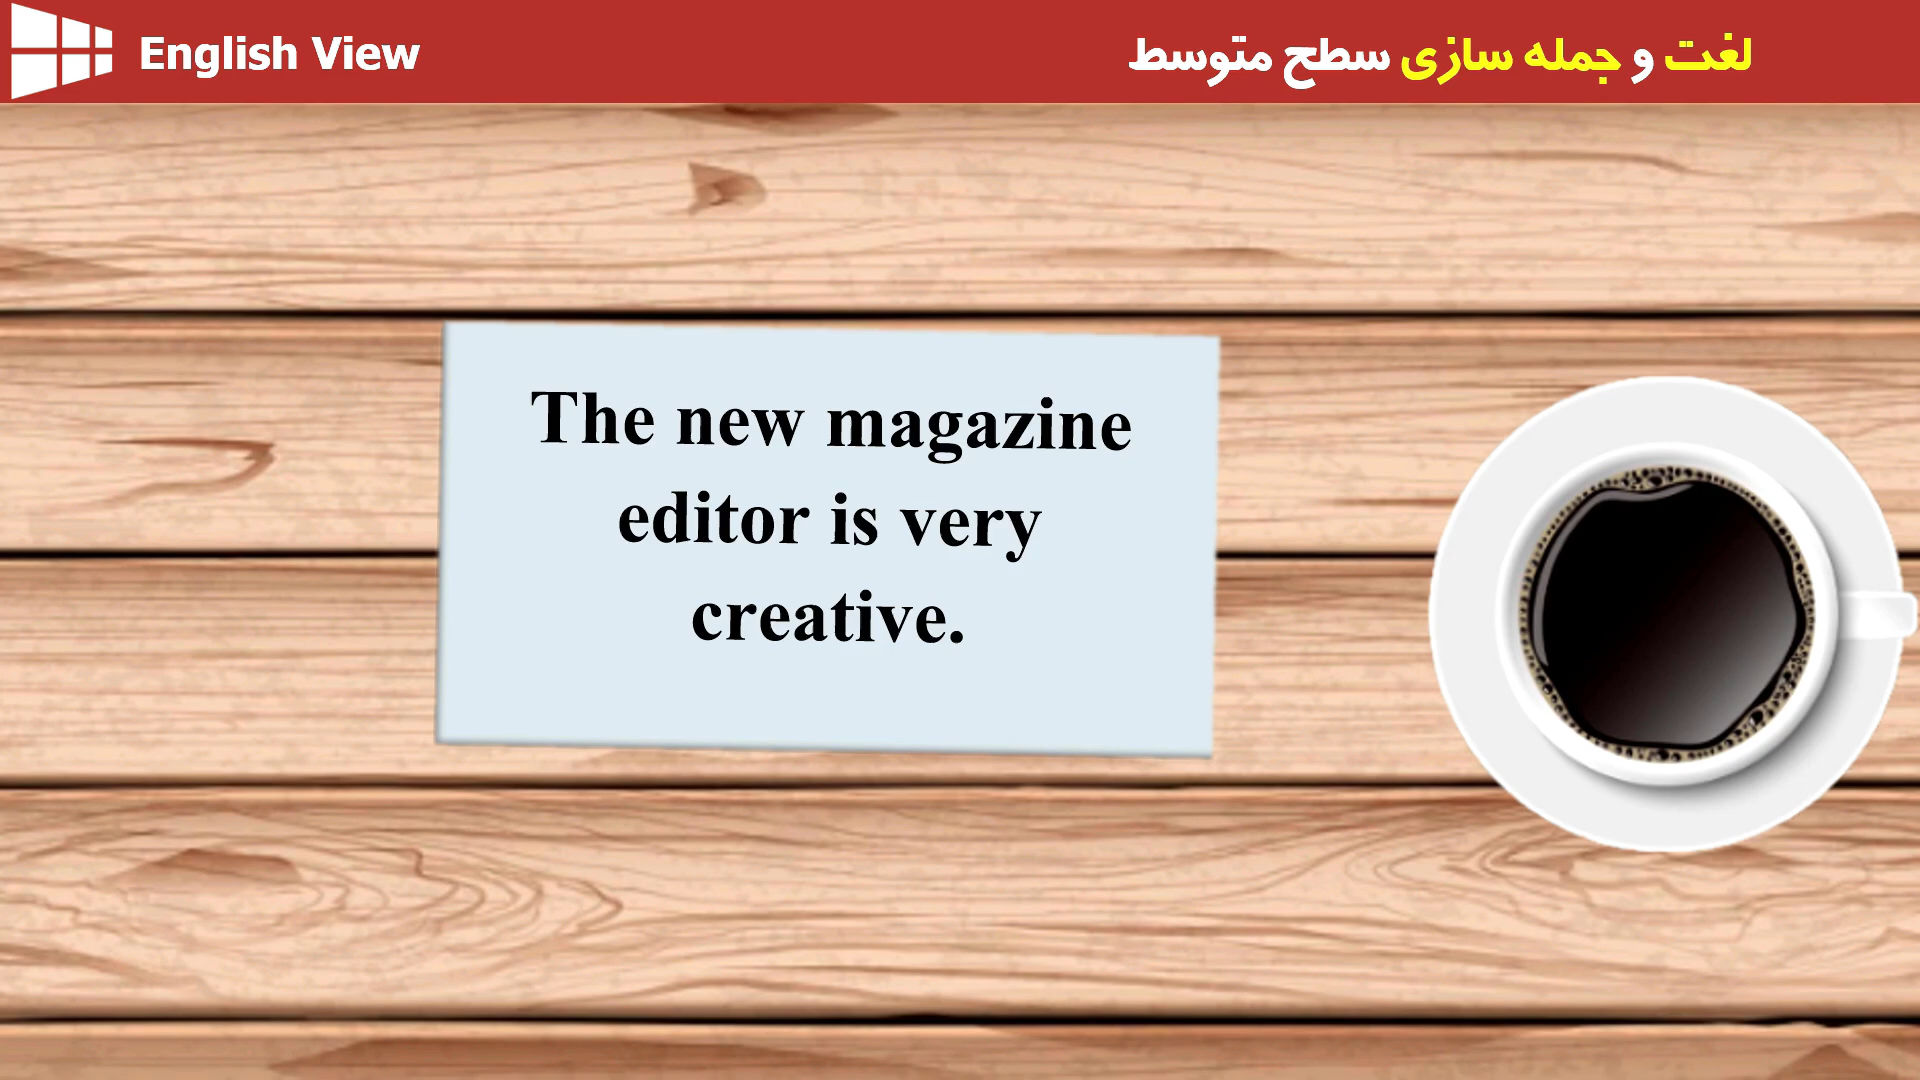 English View
لغت و جمله سازی سطح متوسط
The new magazine
editor is very
creative.